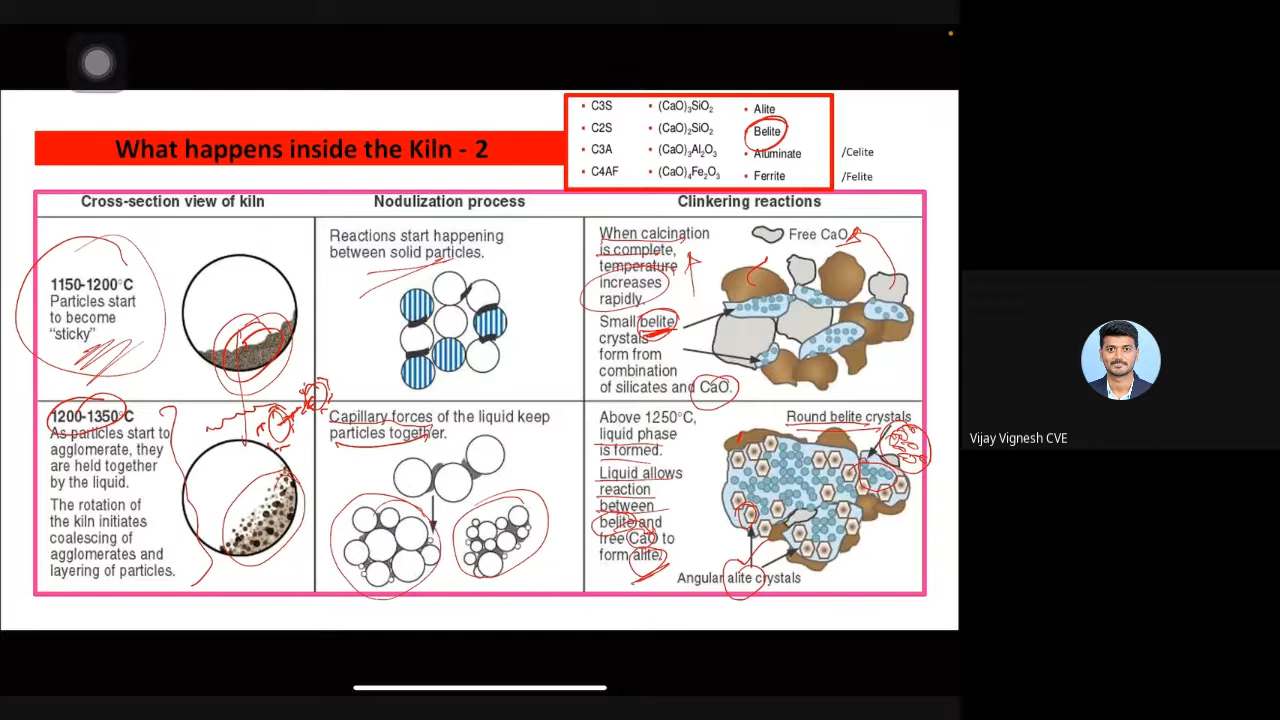 C3S
(CaO)₃SiO₂
Alite
C2S
(CaO)₂SiO₂
Belite
C3A
(CaO)₃Al₂O₃
Aluminate
/Celite
C4AF
(CaO)₄Fe₂O₃
Ferrite
/Felite
What happens inside the Kiln - 2
Cross-section view of kiln
Nodulization process
Clinkering reactions
1150-1200°C
Particles start
to become
"sticky"
Reactions start happening
between solid particles.
When calcination
is complete,
temperature
increases
rapidly.
Small belite
crystals
form from
combination
of silicates and CaO.
Free CaO
1200-1350°C
As particles start to
agglomerate, they
are held together
by the liquid.
The rotation of
the kiln initiates
coalescing of
agglomerates and
layering of particles.
Capillary forces of the liquid keep
particles together.
Above 1250°C,
liquid phase
is formed.
Liquid allows
reaction
between
belite and
free CaO to
form alite.
Round belite crystals
Angular alite crystals
Vijay Vignesh CVE